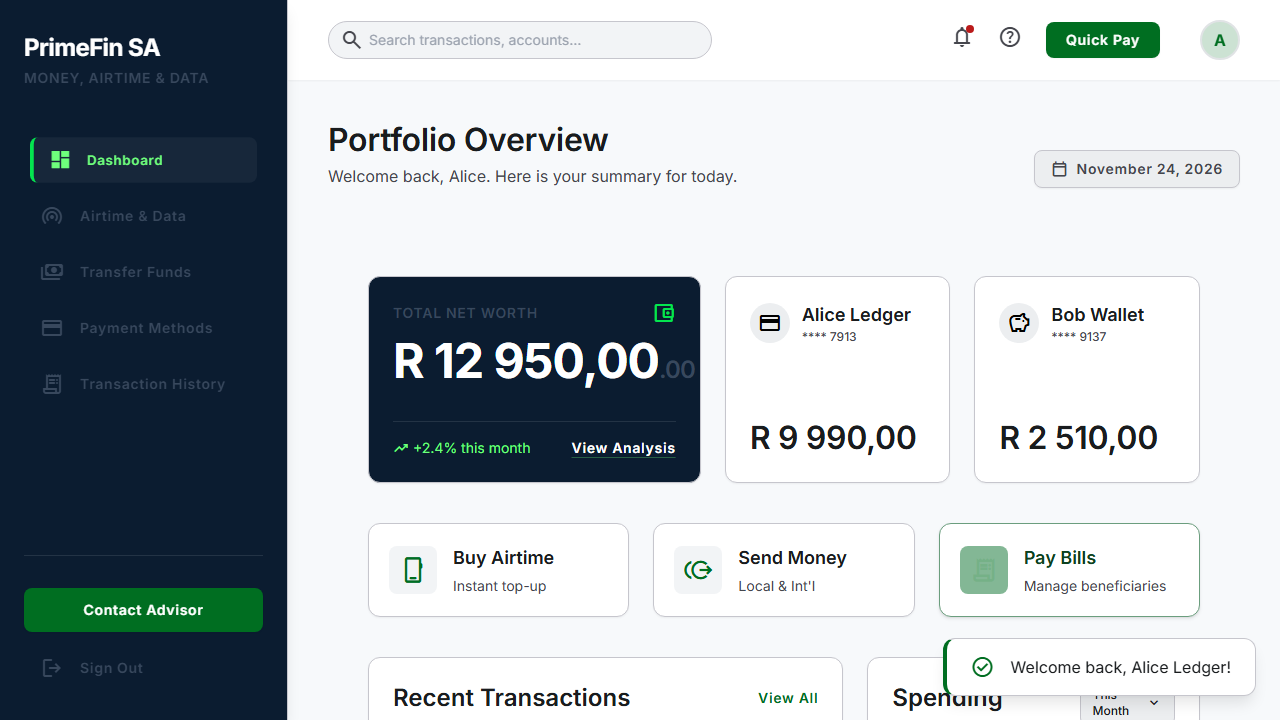 PrimeFin SA
MONEY, AIRTIME & DATA
Dashboard
Airtime & Data
Transfer Funds
Payment Methods
Transaction History
Contact Advisor
Sign Out
Search transactions, accounts...
Quick Pay
A
Portfolio Overview
Welcome back, Alice. Here is your summary for today.
November 24, 2026
TOTAL NET WORTH
R 12 950,00.00
+2.4% this month
View Analysis
Alice Ledger
**** 7913
R 9 990,00
Bob Wallet
**** 9137
R 2 510,00
Buy Airtime
Instant top-up
Send Money
Local & Int'l
Pay Bills
Manage beneficiaries
Recent Transactions
View All
Spending
This
Month
Welcome back, Alice Ledger!